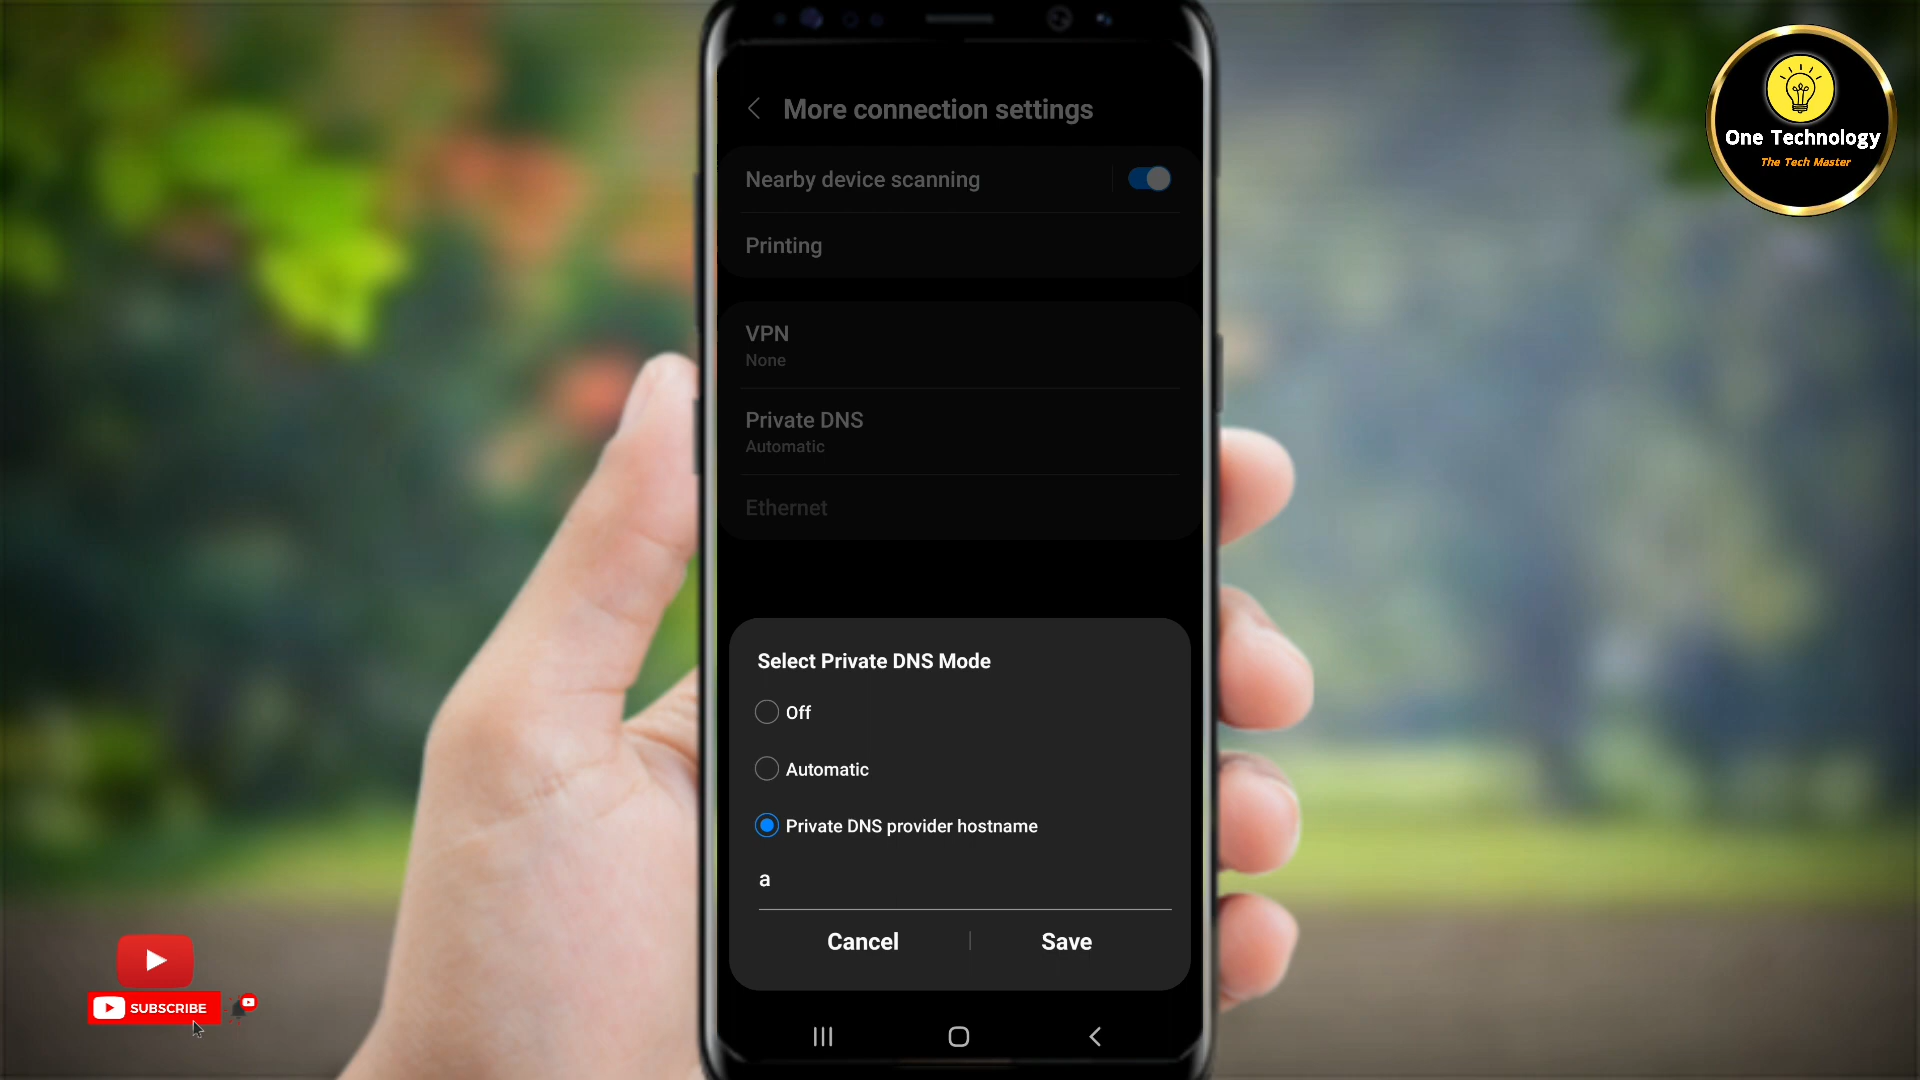 More connection settings
Nearby device scanning
Printing
VPN
None
Private DNS
Automatic
Ethernet
Select Private DNS Mode
Off
Automatic
Private DNS provider hostname
a
Cancel
Save
One Technology
The Tech Master
SUBSCRIBE